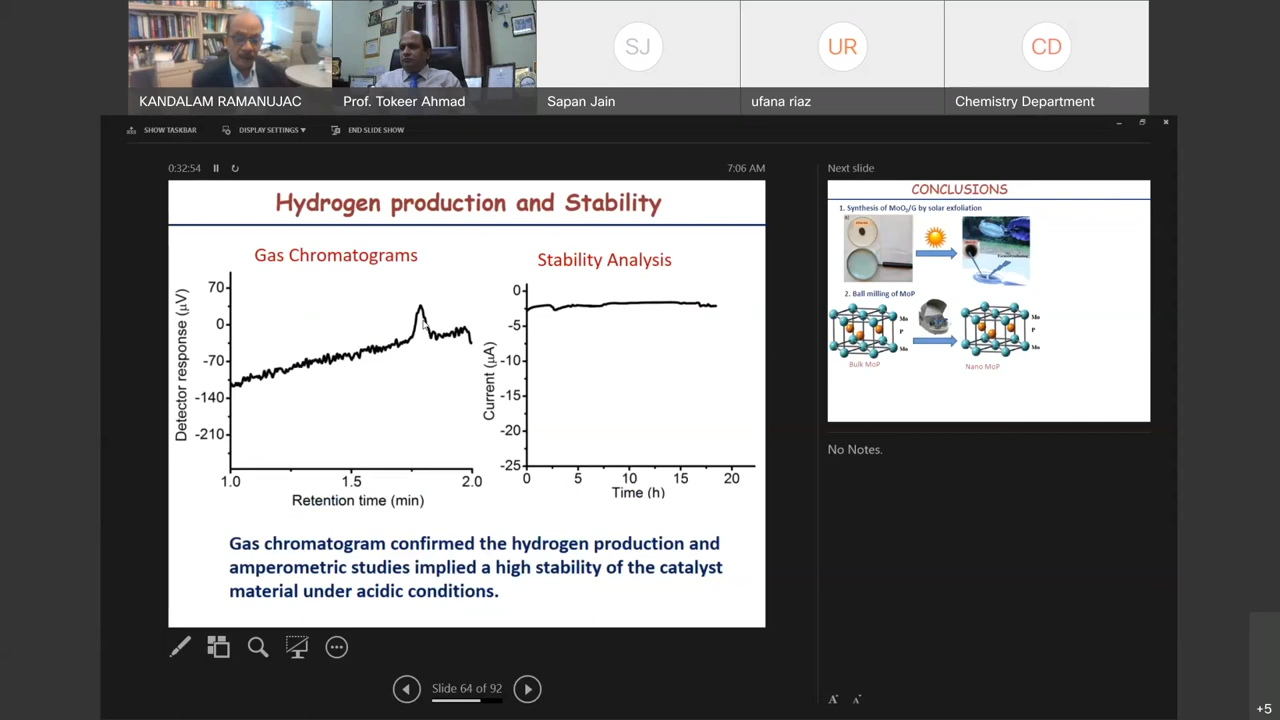 SJ
UR
CD
KANDALAM RAMANUJAC
Prof. Tokeer Ahmad
Sapan Jain
ufana riaz
Chemistry Department
SHOW TASKBAR
DISPLAY SETTINGS ▾
END SLIDE SHOW
0:32:54
7:06 AM
Next slide
Hydrogen production and Stability
Gas Chromatograms
Detector response (µV)
70
0
-70
-140
-210
1.0
1.5
2.0
Retention time (min)
Stability Analysis
Current (µA)
0
-5
-10
-15
-20
-25
0
5
10
15
20
Time (h)
Gas chromatogram confirmed the hydrogen production and
amperometric studies implied a high stability of the catalyst
material under acidic conditions.
CONCLUSIONS
1. Synthesis of MoO₃/G by solar exfoliation
2. Ball milling of MoP
Mo
P
Mo
Mo
P
Mo
Bulk MoP
Nano MoP
No Notes.
Slide 64 of 92
A
A
+5